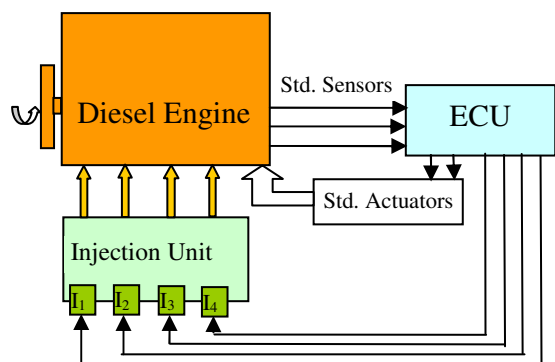 Std. Sensors
Diesel Engine
ECU
Std. Actuators
Injection Unit
I1 I2 I3 I4